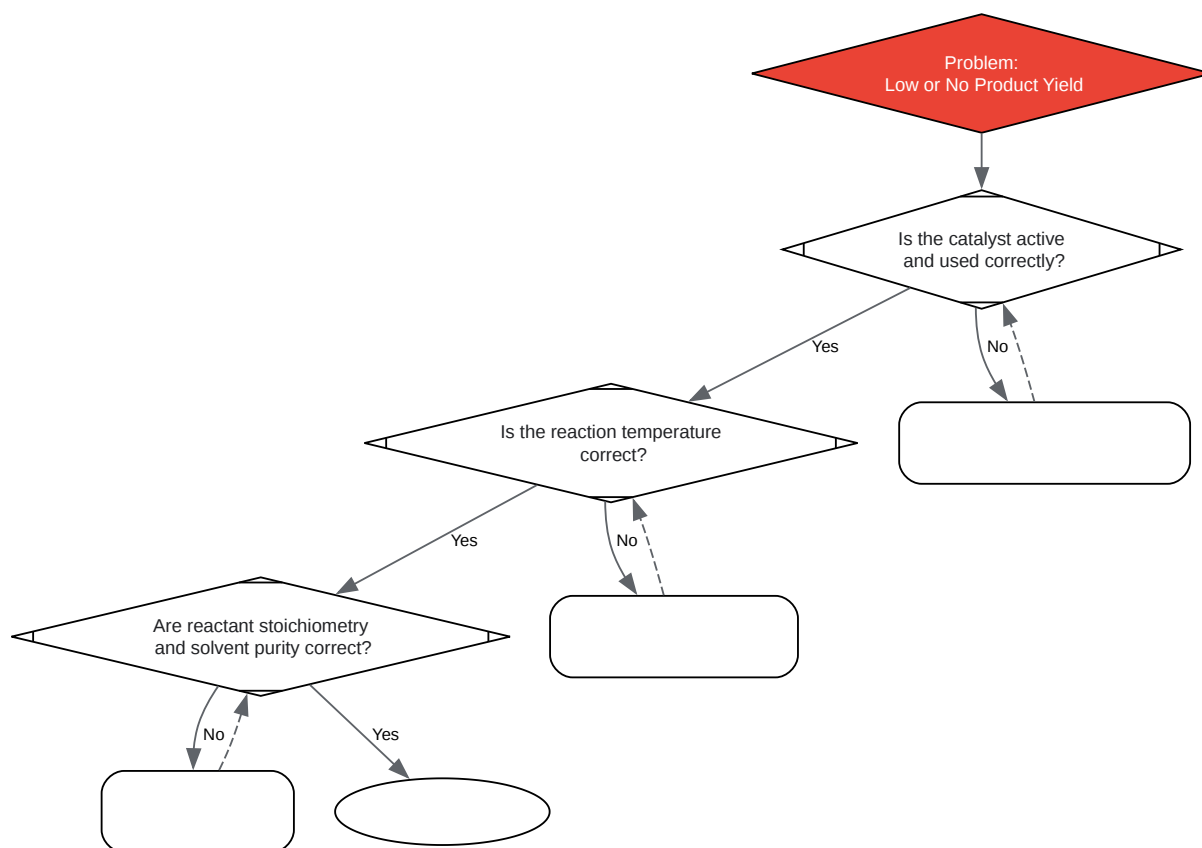 Problem:
Low or No Product Yield
Is the catalyst active
and used correctly?
Yes
No
Is the reaction temperature
correct?
Yes
No
Are reactant stoichiometry
and solvent purity correct?
No
Yes